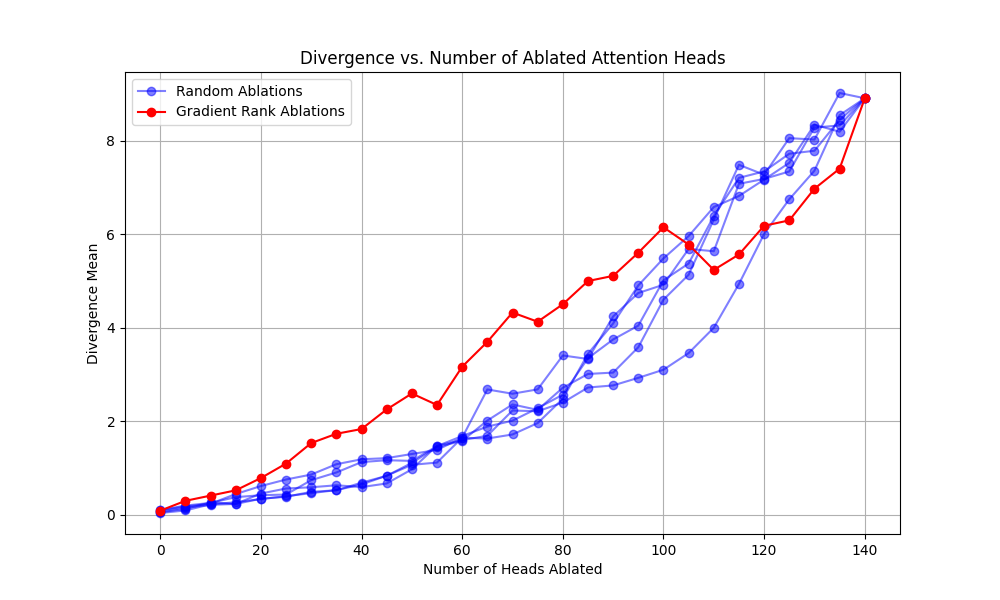 Divergence vs. Number of Ablated Attention Heads
Random Ablations
Gradient Rank Ablations
Divergence Mean
8
6
4
2
0
0 20 40 60 80 100 120 140
Number of Heads Ablated